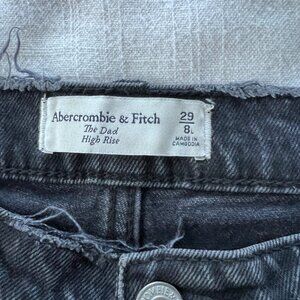 Abercrombie & Fitch
The Dad
High Rise
29
8L
MADE IN
CAMBODIA